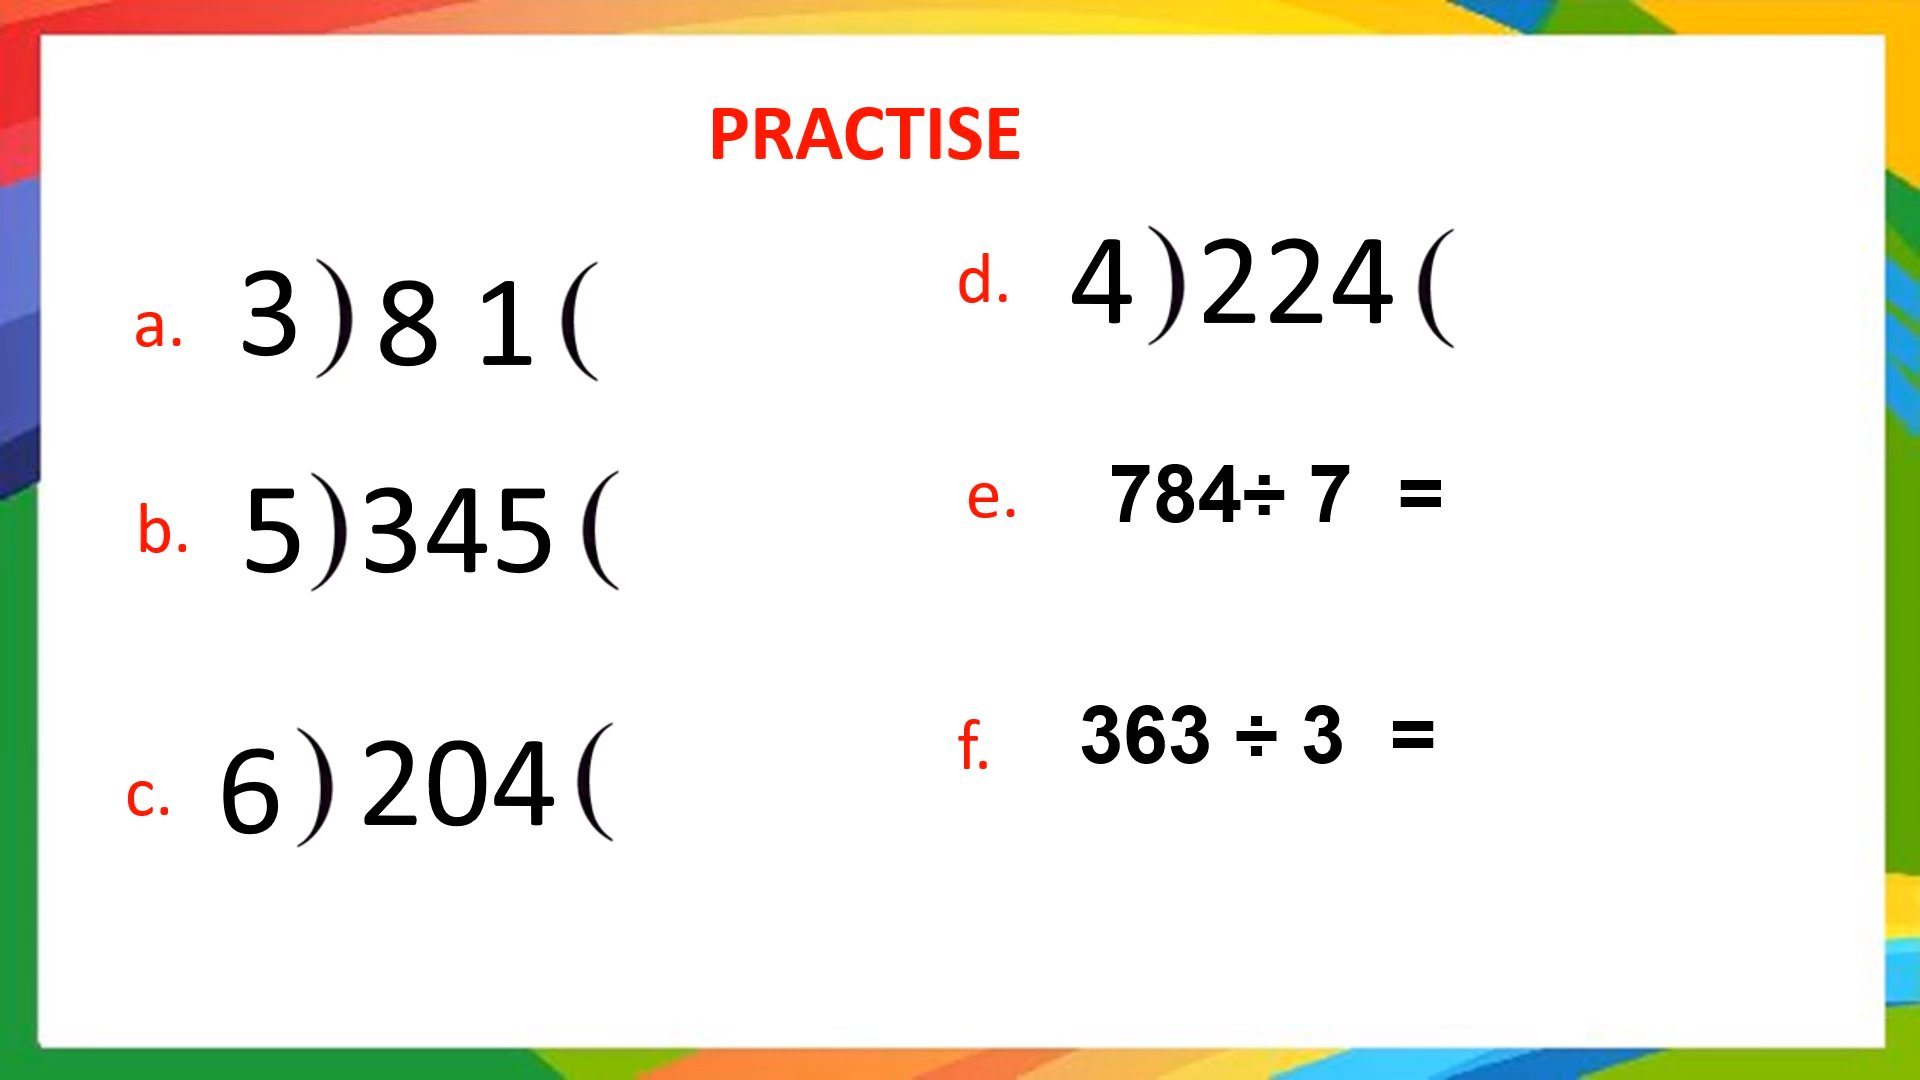 PRACTISE
a. 3)8 1(
b. 5)345(
c. 6)204(
d. 4)224(
e. 784÷ 7 =
f. 363 ÷ 3 =